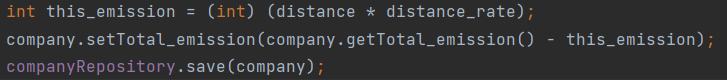 int this_emission = (int) (distance * distance_rate);
company.setTotal_emission(company.getTotal_emission() - this_emission);
companyRepository.save(company);